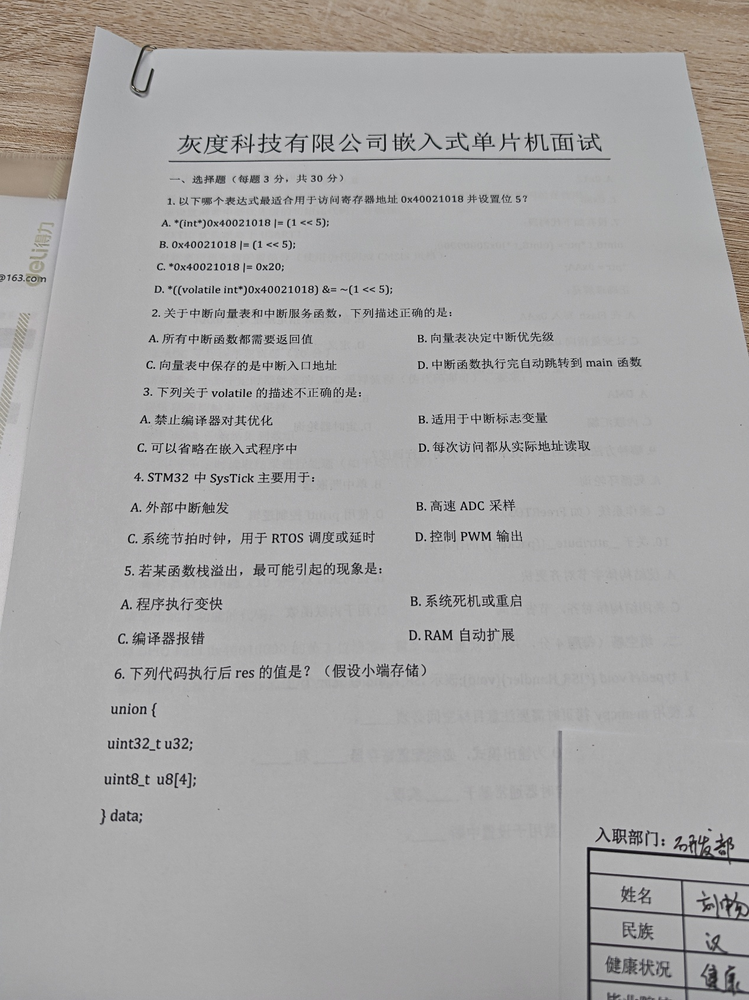 灰度科技有限公司嵌入式单片机面试
一、选择题（每题 3 分，共 30 分）
1. 以下哪个表达式最适合用于访问寄存器地址 0x40021018 并设置位 5？
A. *(int*)0x40021018 |= (1 << 5);
B. 0x40021018 |= (1 << 5);
C. *0x40021018 |= 0x20;
D. *((volatile int*)0x40021018) &= ~(1 << 5);
2. 关于中断向量表和中断服务函数，下列描述正确的是：
A. 所有中断函数都需要返回值 B. 向量表决定中断优先级
C. 向量表中保存的是中断入口地址 D. 中断函数执行完自动跳转到 main 函数
3. 下列关于 volatile 的描述不正确的是：
A. 禁止编译器对其优化 B. 适用于中断标志变量
C. 可以省略在嵌入式程序中 D. 每次访问都从实际地址读取
4. STM32 中 SysTick 主要用于：
A. 外部中断触发 B. 高速 ADC 采样
C. 系统节拍时钟，用于 RTOS 调度或延时 D. 控制 PWM 输出
5. 若某函数栈溢出，最可能引起的现象是：
A. 程序执行变快 B. 系统死机或重启
C. 编译器报错 D. RAM 自动扩展
6. 下列代码执行后 res 的值是？（假设小端存储）
union {
uint32_t u32;
uint8_t u8[4];
} data;
deli得力
@163.com
入职部门：研发部
姓名 刘畅
民族 汉
健康状况 健康